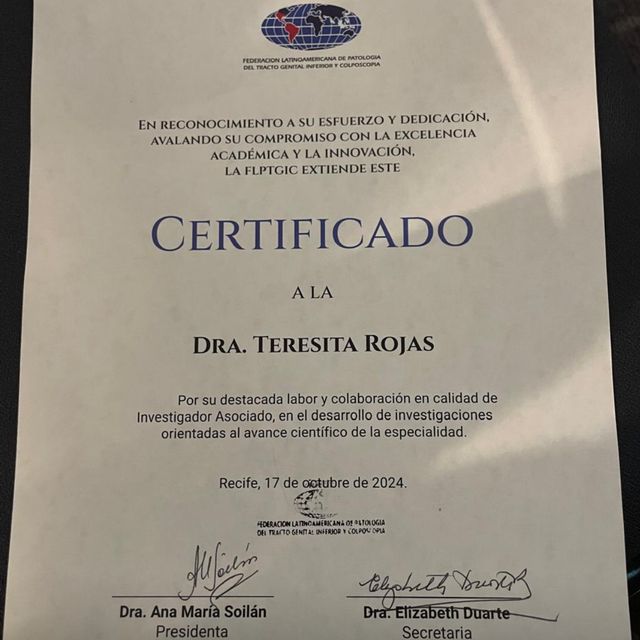 FEDERACION LATINOAMERICANA DE PATOLOGIA
DEL TRACTO GENITAL INFERIOR Y COLPOSCOPIA
EN RECONOCIMIENTO A SU ESFUERZO Y DEDICACIÓN,
AVALANDO SU COMPROMISO CON LA EXCELENCIA
ACADÉMICA Y LA INNOVACIÓN,
LA FLPTGIC EXTIENDE ESTE
CERTIFICADO
A LA
DRA. TERESITA ROJAS
Por su destacada labor y colaboración en calidad de
Investigador Asociado, en el desarrollo de investigaciones
orientadas al avance científico de la especialidad.
Recife, 17 de octubre de 2024.
FEDERACION LATINOAMERICANA DE PATOLOGIA
DEL TRACTO GENITAL INFERIOR Y COLPOSCOPIA
Dra. Ana María Soilán
Presidenta
Elizabeth Duarte
Dra. Elizabeth Duarte
Secretaria